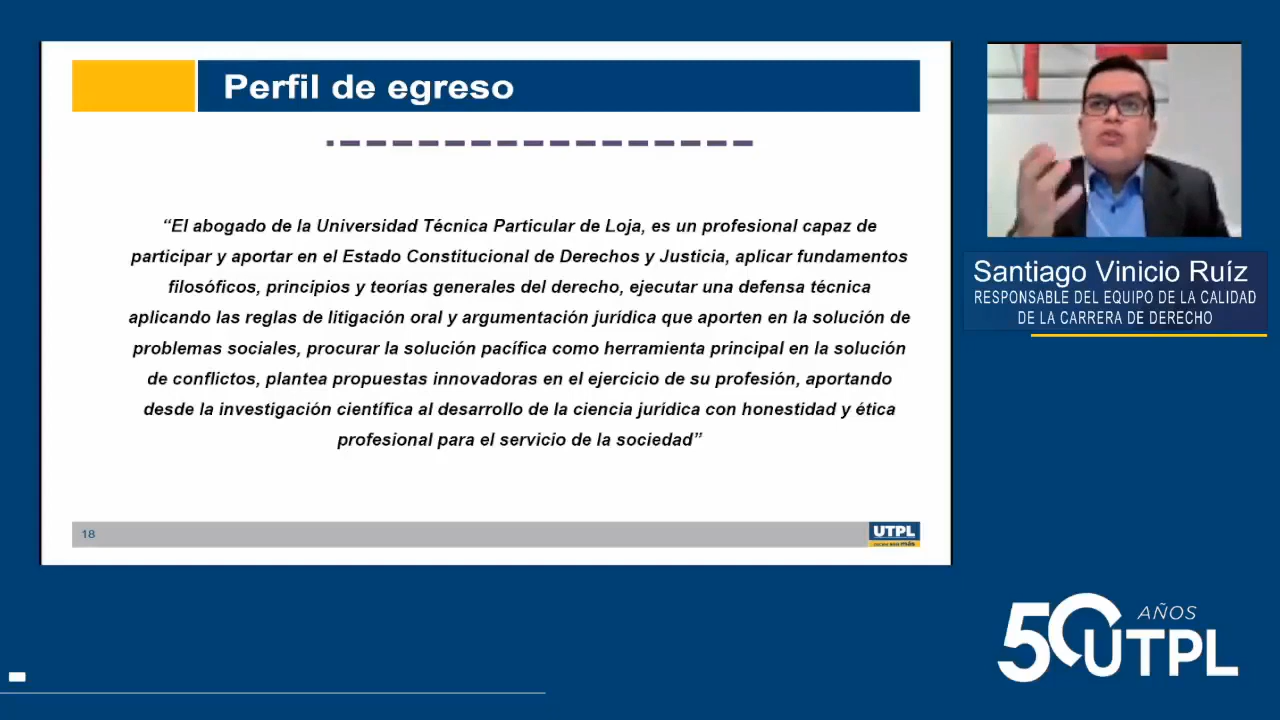 Perfil de egreso
“El abogado de la Universidad Técnica Particular de Loja, es un profesional capaz de
participar y aportar en el Estado Constitucional de Derechos y Justicia, aplicar fundamentos
filosóficos, principios y teorías generales del derecho, ejecutar una defensa técnica
aplicando las reglas de litigación oral y argumentación jurídica que aporten en la solución de
problemas sociales, procurar la solución pacífica como herramienta principal en la solución
de conflictos, plantea propuestas innovadoras en el ejercicio de su profesión, aportando
desde la investigación científica al desarrollo de la ciencia jurídica con honestidad y ética
profesional para el servicio de la sociedad”
18
UTPL
más
Santiago Vinicio Ruíz
RESPONSABLE DEL EQUIPO DE LA CALIDAD
DE LA CARRERA DE DERECHO
50 AÑOS
UTPL